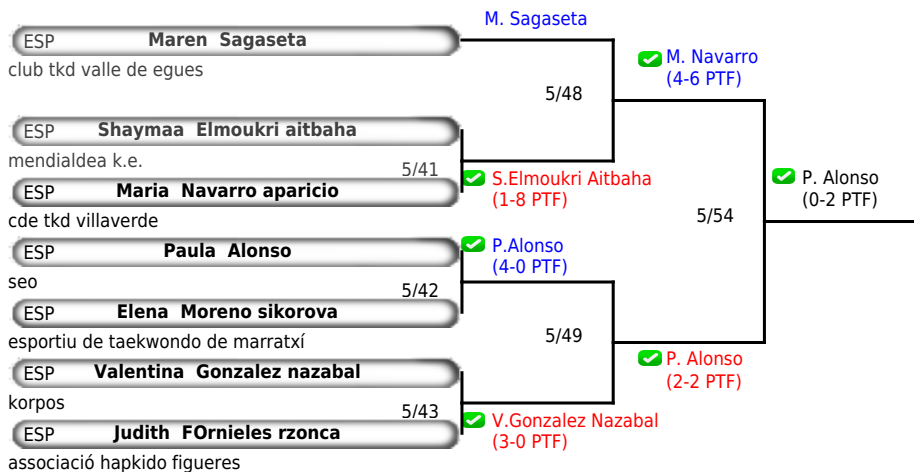 M. Sagaseta
ESP Maren Sagaseta
club tkd valle de egues
M. Navarro
(4-6 PTF)
5/48
ESP Shaymaa Elmoukri aitbaha
mendialdea k.e.
5/41
S.Elmoukri Aitbaha
(1-8 PTF)
ESP Maria Navarro aparicio
cde tkd villaverde
P. Alonso
(0-2 PTF)
5/54
ESP Paula Alonso
P.Alonso
(4-0 PTF)
seo
5/42
ESP Elena Moreno sikorova
esportiu de taekwondo de marratxí
5/49
P. Alonso
(2-2 PTF)
ESP Valentina Gonzalez nazabal
korpos
5/43
V.Gonzalez Nazabal
(3-0 PTF)
ESP Judith FOrnieles rzonca
associació hapkido figueres